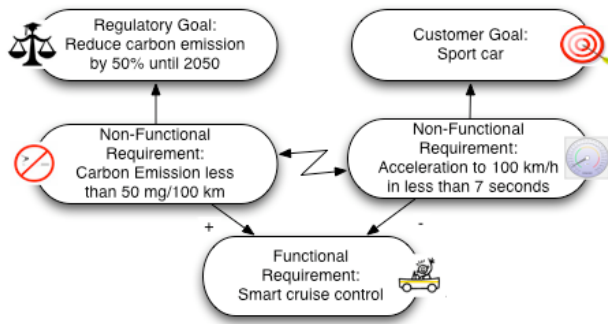 Regulatory Goal:
Reduce carbon emission
by 50% until 2050
Customer Goal:
Sport car
Non-Functional
Requirement:
Carbon Emission less
than 50 mg/100 km
Non-Functional
Requirement:
Acceleration to 100 km/h
in less than 7 seconds
+
-
Functional
Requirement:
Smart cruise control